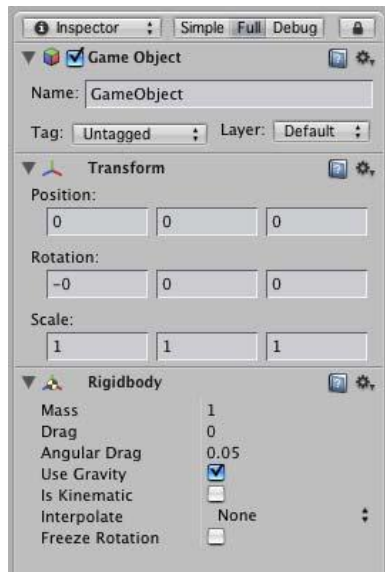 Inspector Simple Full Debug
Game Object
Name: GameObject
Tag: Untagged Layer: Default
Transform
Position:
0 0 0
Rotation:
-0 0 0
Scale:
1 1 1
Rigidbody
Mass 1
Drag 0
Angular Drag 0.05
Use Gravity
Is Kinematic
Interpolate None
Freeze Rotation